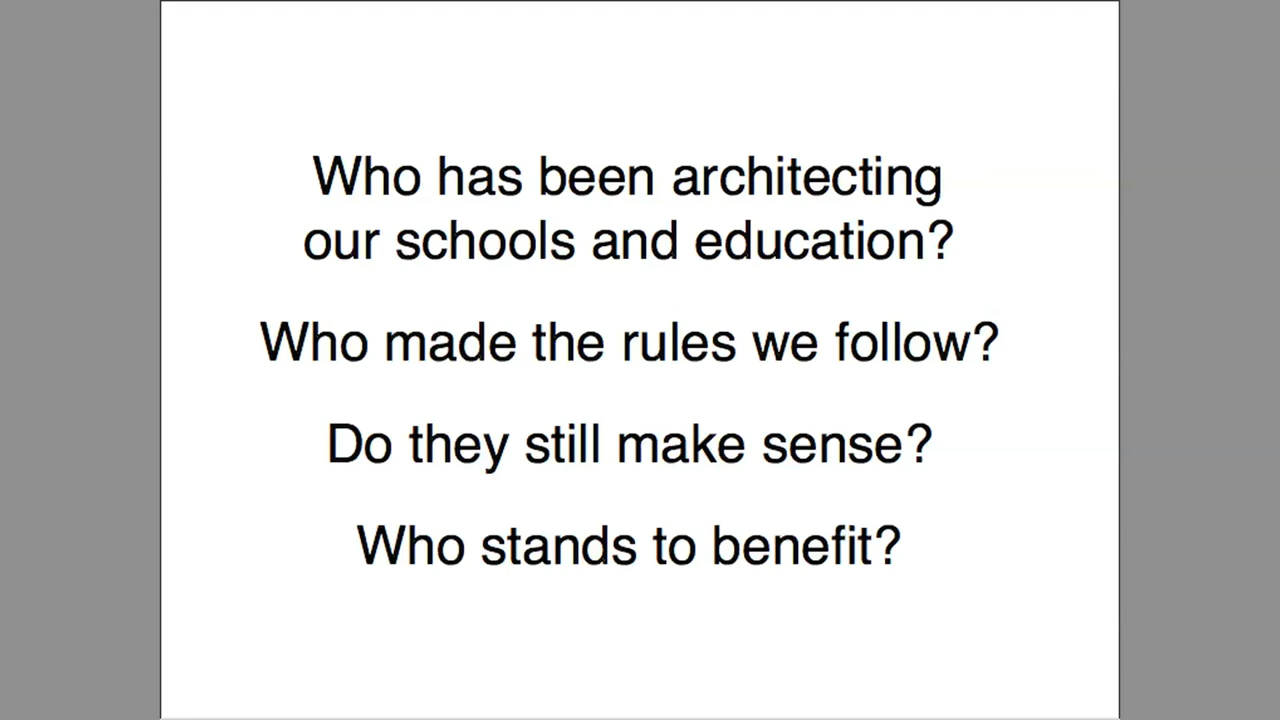 Who has been architecting
our schools and education?
Who made the rules we follow?
Do they still make sense?
Who stands to benefit?